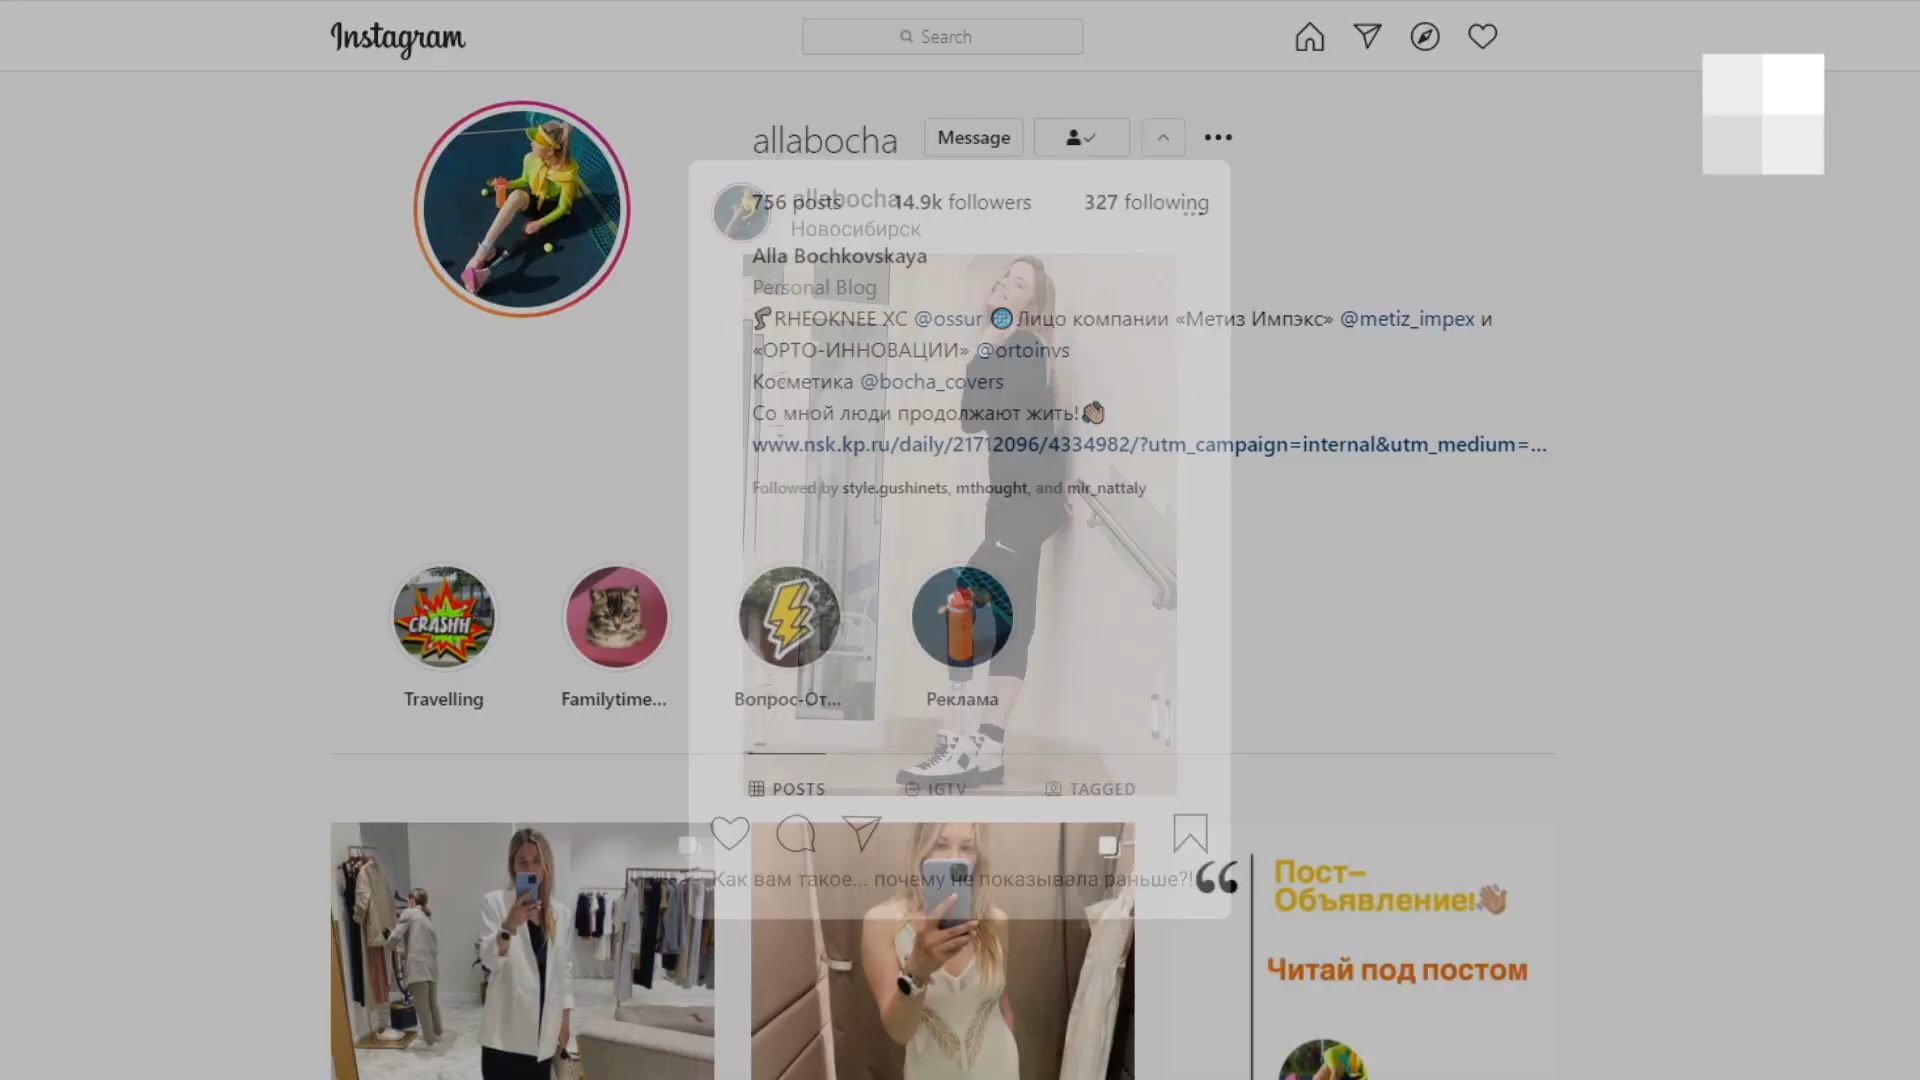 Instagram
Search
allabocha
Message
756 posts
14.9k followers
327 following
allabocha
Новосибирск
Alla Bochkovskaya
Personal Blog
RHEOKNEE XC @ossur Лицо компании «Метиз Импэкс» @metiz_impex и
«ОРТО-ИННОВАЦИИ» @ortoinvs
Косметика @bocha_covers
Со мной люди продолжают жить!
www.nsk.kp.ru/daily/21712096/4334982/?utm_campaign=internal&utm_medium=...
Followed by style.gushinets, mthought, and mir_nattaly
CRASHH
Travelling
Familytime...
Вопрос-От...
Реклама
POSTS
IGTV
TAGGED
Как вам такое... почему не показывала раньше?!
Пост–
Объявление!
Читай под постом